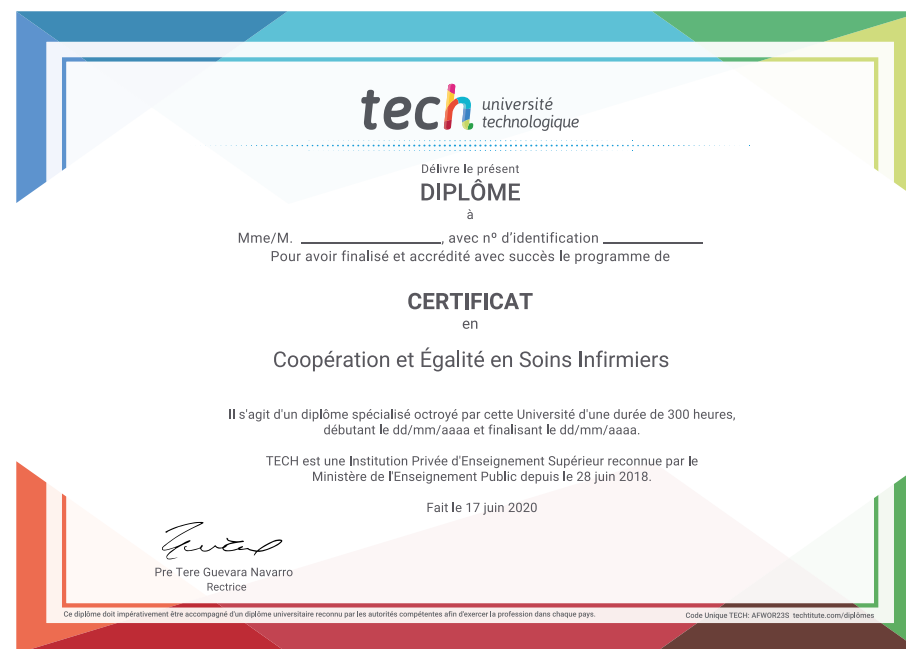 tech université
technologique
Délivre le présent
DIPLÔME
à
Mme/M. ____________________, avec nº d'identification ______________
Pour avoir finalisé et accrédité avec succès le programme de
CERTIFICAT
en
Coopération et Égalité en Soins Infirmiers
Il s'agit d'un diplôme spécialisé octroyé par cette Université d'une durée de 300 heures,
débutant le dd/mm/aaaa et finalisant le dd/mm/aaaa.
TECH est une Institution Privée d'Enseignement Supérieur reconnue par le
Ministère de l'Enseignement Public depuis le 28 juin 2018.
Fait le 17 juin 2020
Pre Tere Guevara Navarro
Rectrice
Ce diplôme doit impérativement être accompagné d'un diplôme universitaire reconnu par les autorités compétentes afin d'exercer la profession dans chaque pays.
Code Unique TECH: AFWOR23S techtitute.com/diplômes